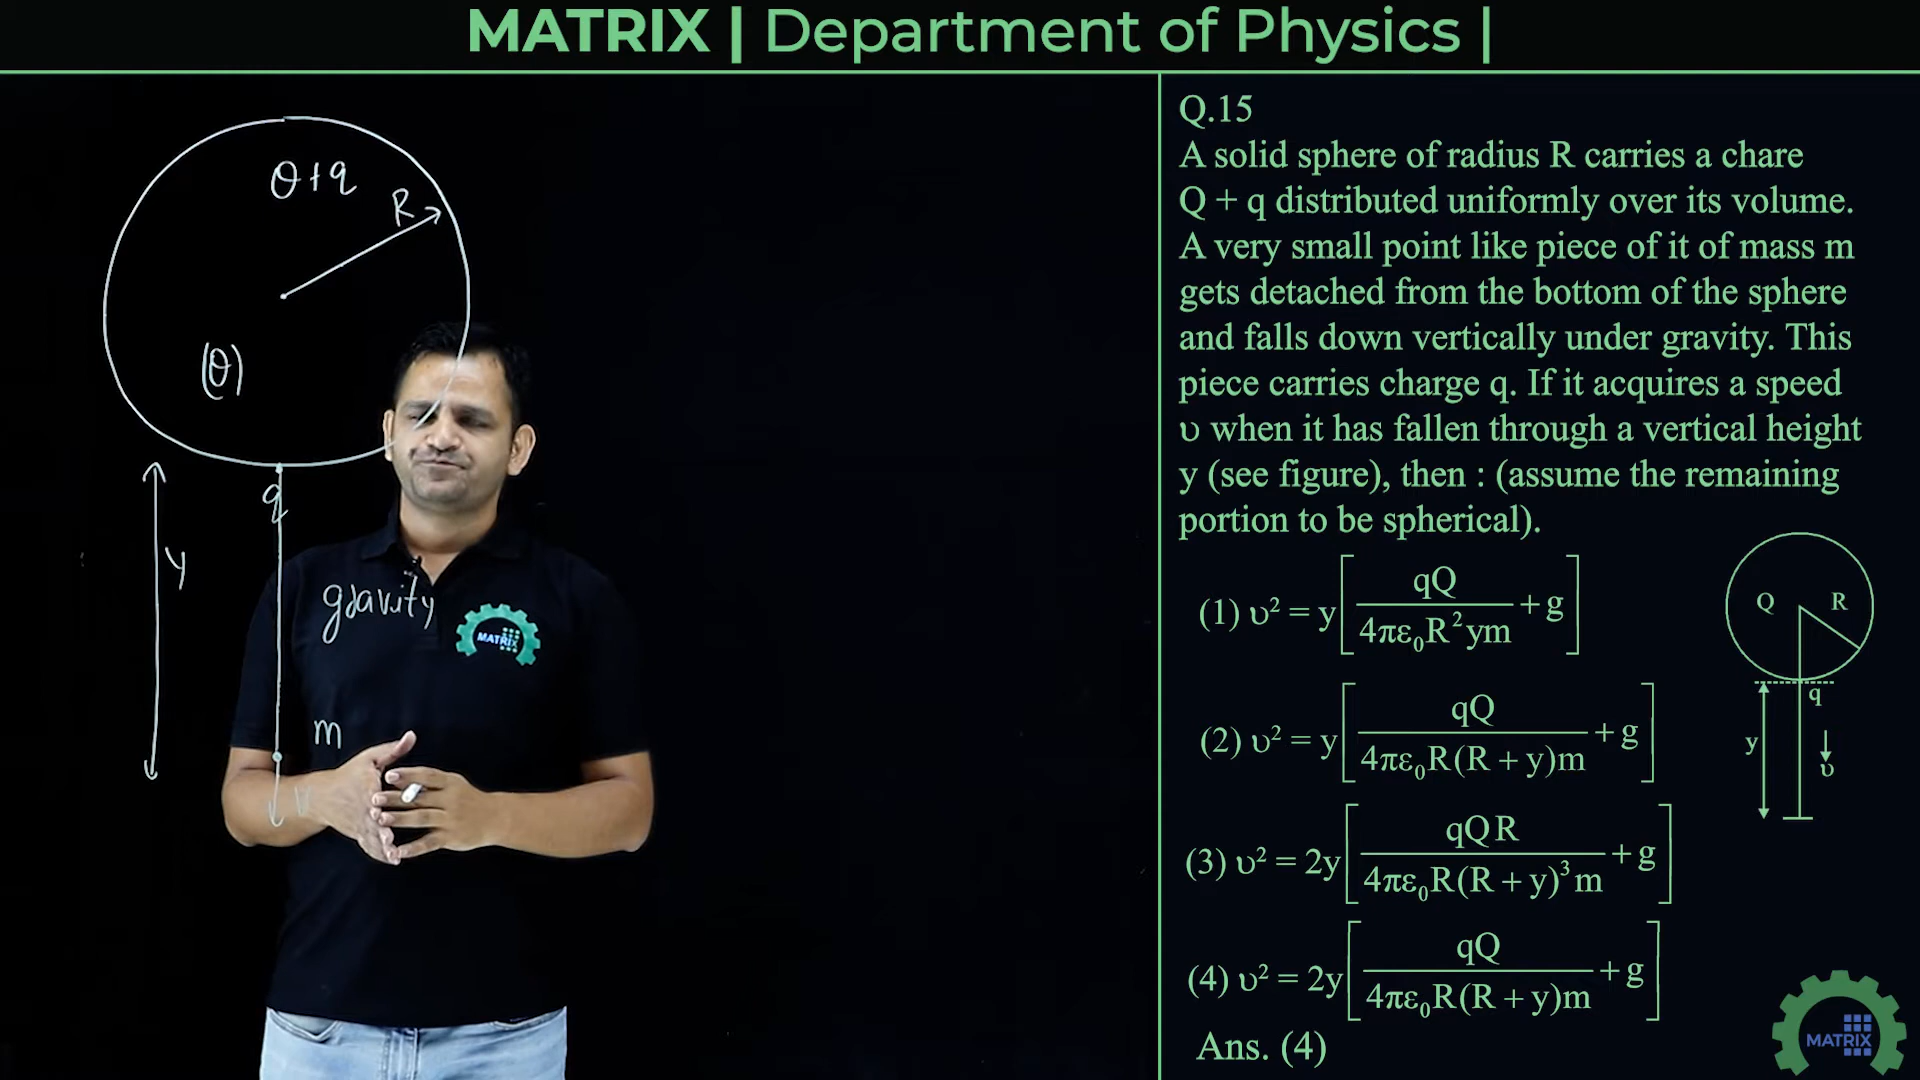 MATRIX | Department of Physics |
θ+q
R
(θ)
q
y
gravity
MATRIX
m
v
Q.15
A solid sphere of radius R carries a chare
Q + q distributed uniformly over its volume.
A very small point like piece of it of mass m
gets detached from the bottom of the sphere
and falls down vertically under gravity. This
piece carries charge q. If it acquires a speed
υ when it has fallen through a vertical height
y (see figure), then : (assume the remaining
portion to be spherical).
(1) υ² = y[qQ/4πε₀R²ym + g]
(2) υ² = y[qQ/4πε₀R(R + y)m + g]
(3) υ² = 2y[qQR/4πε₀R(R + y)³m + g]
(4) υ² = 2y[qQ/4πε₀R(R + y)m + g]
Ans. (4)
Q
R
q
y
υ
MATRIX